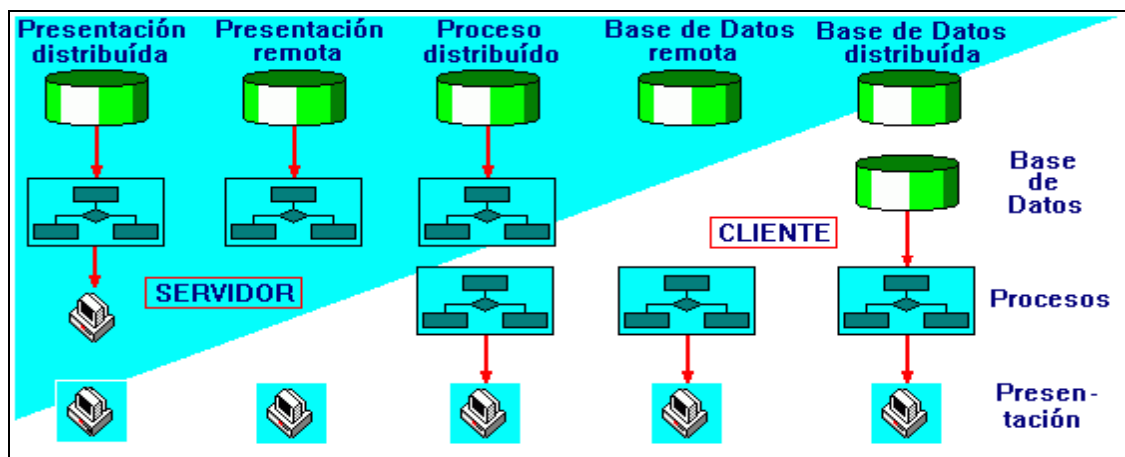 Presentación
distribuída
Presentación
remota
Proceso
distribuído
Base de Datos
remota
Base de Datos
distribuída
Base
de
Datos
CLIENTE
SERVIDOR
Procesos
Presen-
tación